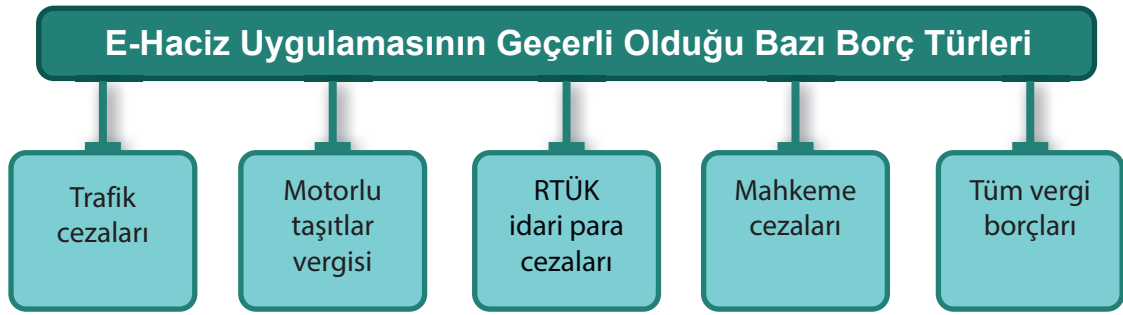 E-Haciz Uygulamasının Geçerli Olduğu Bazı Borç Türleri
Trafik
cezaları
Motorlu
taşıtlar
vergisi
RTÜK
idari para
cezaları
Mahkeme
cezaları
Tüm vergi
borçları